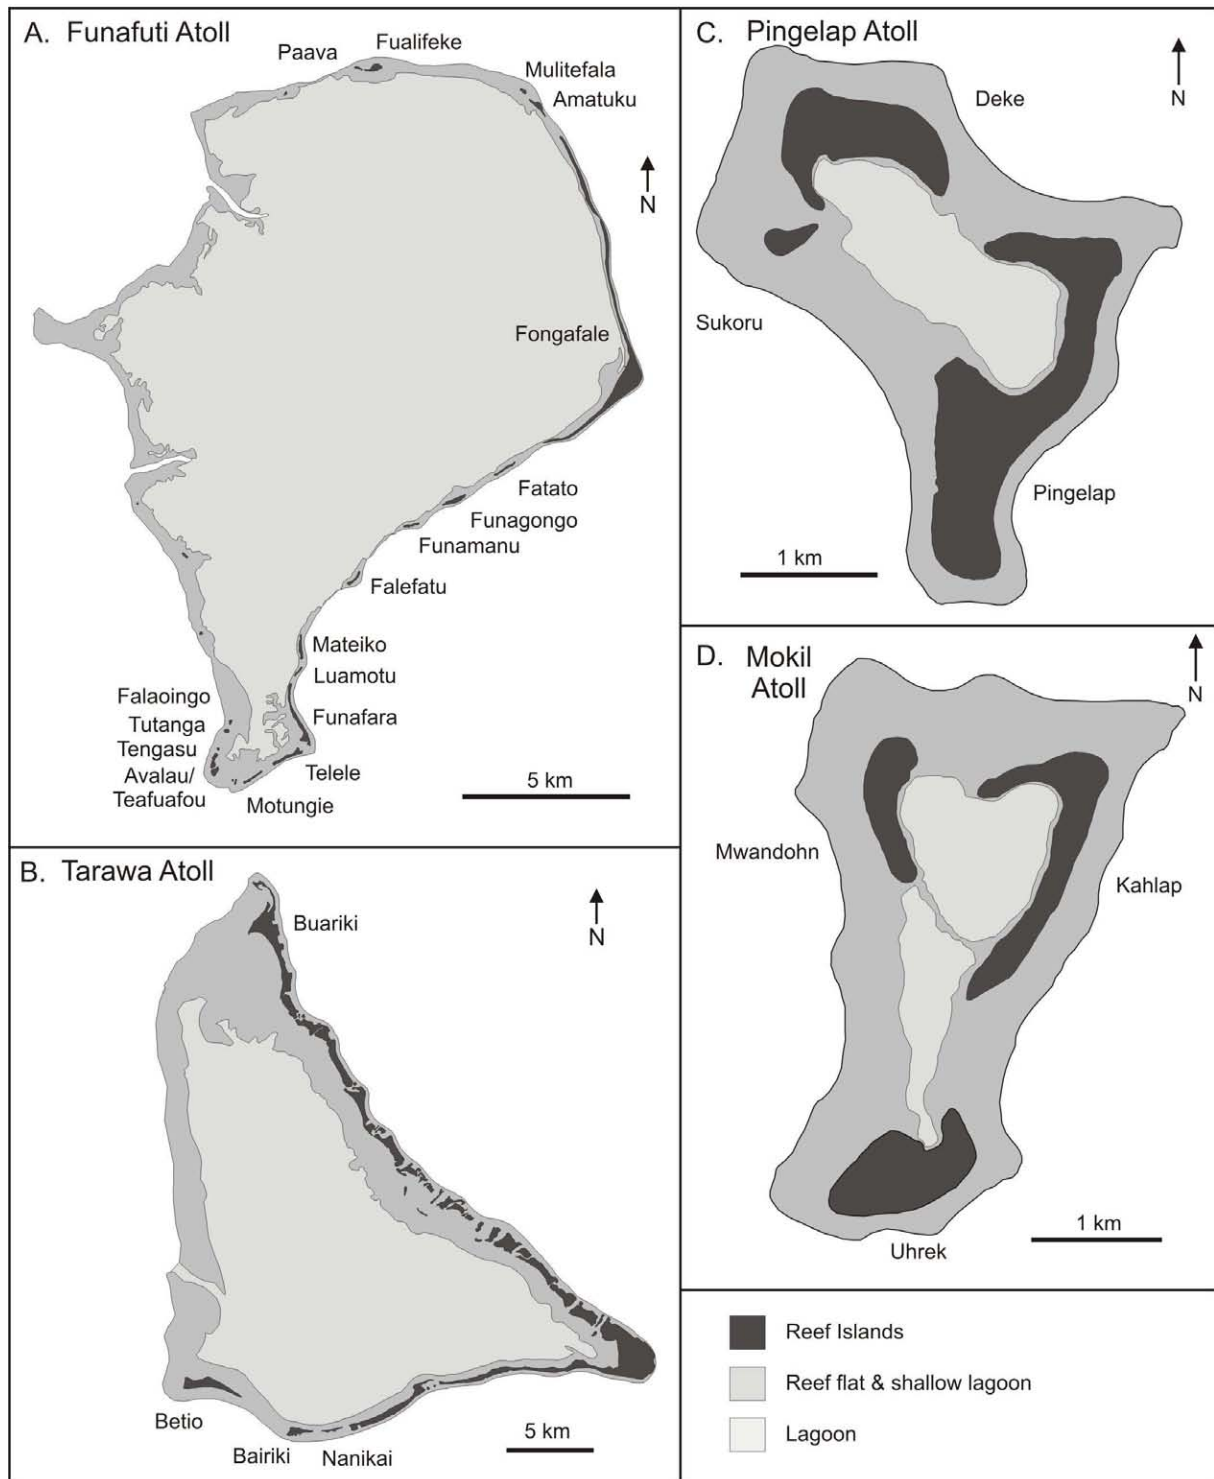 A. Funafuti Atoll
Paava
Fualifeke
Mulitefala
Amatuku
N
Fongafale
Fatato
Funagongo
Funamanu
Falefatu
Mateiko
Luamotu
Funafara
Falaoingo
Tutanga
Tengasu
Avalau/
Teafuafou
Telele
Motungie
5 km
B. Tarawa Atoll
Buariki
N
Betio
Bairiki
Nanikai
5 km
C. Pingelap Atoll
N
Deke
Sukoru
Pingelap
1 km
D. Mokil
Atoll
N
Mwandohn
Kahlap
Uhrek
1 km
Reef Islands
Reef flat & shallow lagoon
Lagoon